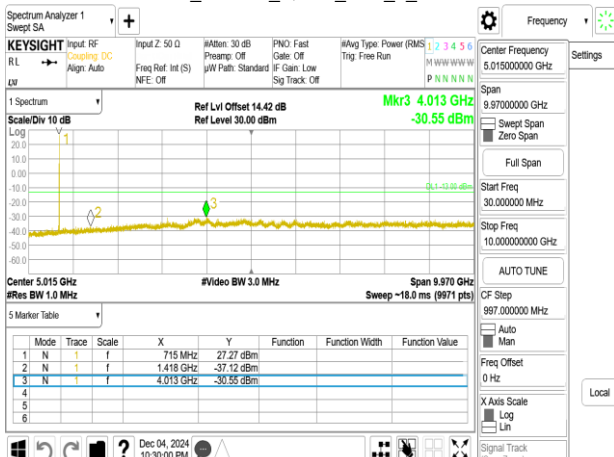 Spectrum Analyzer 1
Swept SA
+
Frequency
KEYSIGHT
RL
Input: RF
Coupling: DC
Align: Auto
Input Z: 50 Ω
Freq Ref: Int (S)
NFE: Off
#Atten: 30 dB
Preamp: Off
µW Path: Standard
PNO: Fast
Gate: Off
IF Gain: Low
Sig Track: Off
#Avg Type: Power (RMS
Trig: Free Run
1 2 3 4 5 6
M W W W W W
P N N N N N
1 Spectrum
Scale/Div 10 dB
Log
Ref Lvl Offset 14.42 dB
Ref Level 30.00 dBm
Mkr3 4.013 GHz
-30.55 dBm
20.0
10.0
0.00
-10.0
-20.0
-30.0
-40.0
-50.0
-60.0
1
2
3
DL1 -13.00 dBm
Center 5.015 GHz
#Res BW 1.0 MHz
#Video BW 3.0 MHz
Span 9.970 GHz
Sweep ~18.0 ms (9971 pts)
5 Marker Table
Mode Trace Scale X Y Function Function Width Function Value
1 N 1 f 715 MHz 27.27 dBm
2 N 1 f 1.418 GHz -37.12 dBm
3 N 1 f 4.013 GHz -30.55 dBm
4
5
6
?
Dec 04, 2024
10:30:00 PM
Center Frequency
5.015000000 GHz
Span
9.97000000 GHz
Swept Span
Zero Span
Full Span
Start Freq
30.000000 MHz
Stop Freq
10.000000000 GHz
AUTO TUNE
CF Step
997.000000 MHz
Auto
Man
Freq Offset
0 Hz
X Axis Scale
Log
Lin
Signal Track
Settings
Local